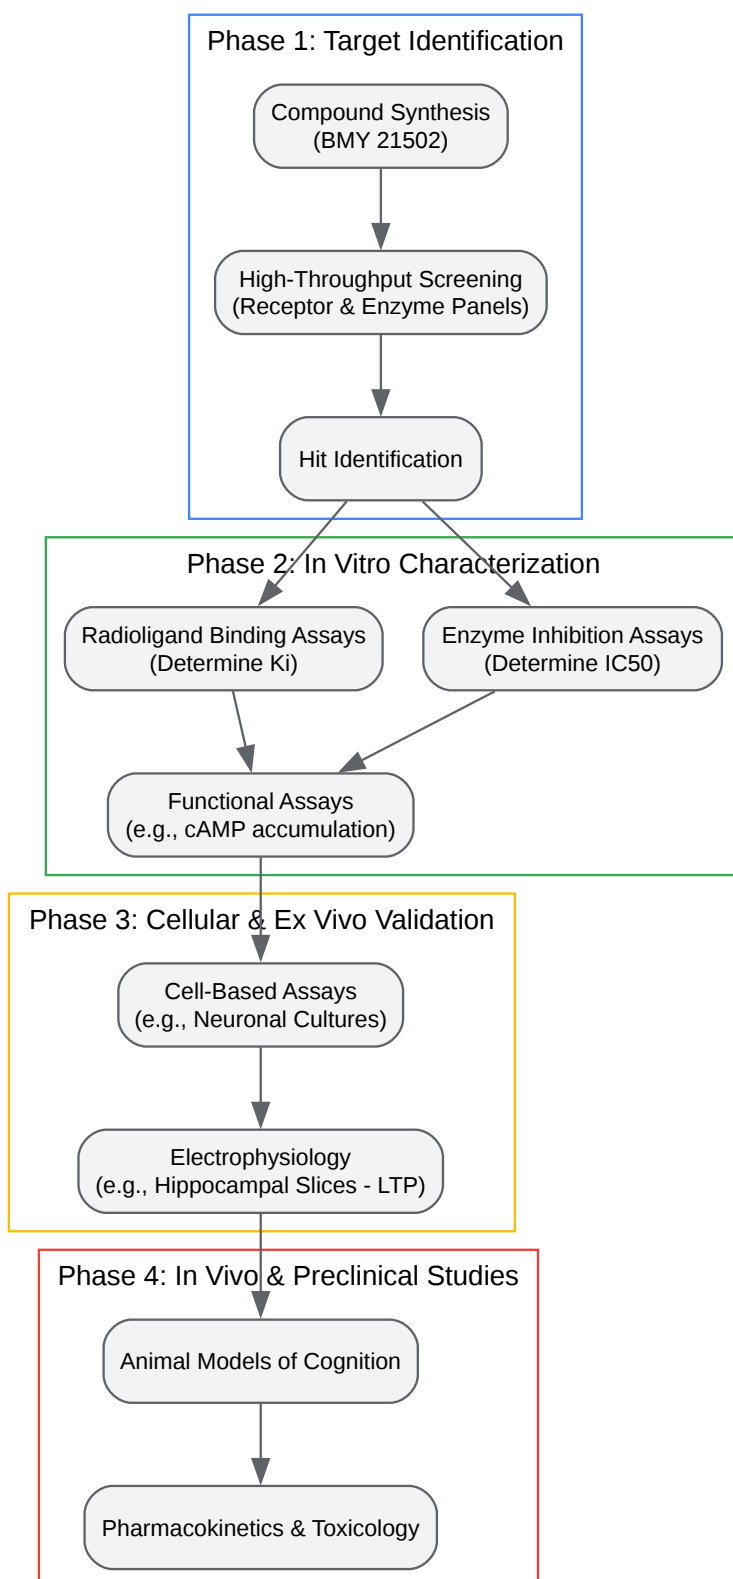 Phase 1: Target Identification
Compound Synthesis
(BMY 21502)
High-Throughput Screening
(Receptor & Enzyme Panels)
Hit Identification
Phase 2: In Vitro Characterization
Radioligand Binding Assays
(Determine Ki)
Enzyme Inhibition Assays
(Determine IC50)
Functional Assays
(e.g., cAMP accumulation)
Phase 3: Cellular & Ex Vivo Validation
Cell-Based Assays
(e.g., Neuronal Cultures)
Electrophysiology
(e.g., Hippocampal Slices - LTP)
Phase 4: In Vivo & Preclinical Studies
Animal Models of Cognition
Pharmacokinetics & Toxicology